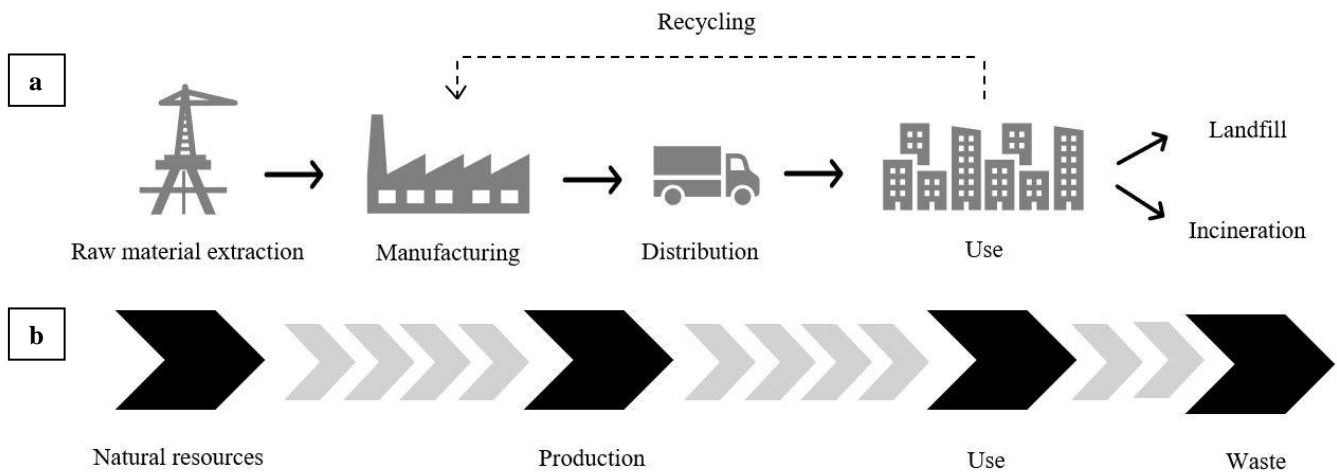 Recycling
a
Landfill
Incineration
Raw material extraction
Manufacturing
Distribution
Use
b
Natural resources
Production
Use
Waste